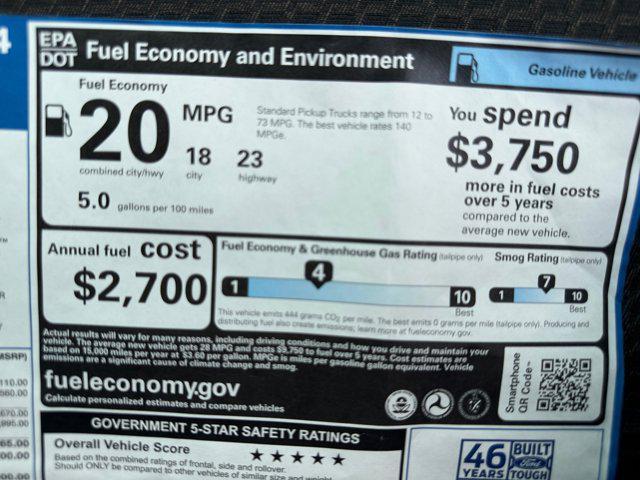 4
EPA
DOT
Fuel Economy and Environment
Gasoline Vehicle
Fuel Economy
20
MPG
combined city/hwy
18
city
23
highway
5.0 gallons per 100 miles
Standard Pickup Trucks range from 12 to
73 MPG. The best vehicle rates 140
MPGe.
You spend
$3,750
more in fuel costs
over 5 years
compared to the
average new vehicle.
Annual fuel cost
$2,700
Fuel Economy & Greenhouse Gas Rating (tailpipe only)
1
4
10
Best
Smog Rating (tailpipe only)
1
7
10
Best
This vehicle emits 444 grams CO₂ per mile. The best emits 0 grams per mile (tailpipe only). Producing and
distributing fuel also create emissions; learn more at fueleconomy.gov.
Actual results will vary for many reasons, including driving conditions and how you drive and maintain your
vehicle. The average new vehicle gets 28 MPG and costs $9,750 to fuel over 5 years. Cost estimates are
based on 15,000 miles per year at $3.60 per gallon. MPGe is miles per gasoline gallon equivalent. Vehicle
emissions are a significant cause of climate change and smog.
fueleconomy.gov
Calculate personalized estimates and compare vehicles
Smartphone
QR Code™
MSRP)
GOVERNMENT 5-STAR SAFETY RATINGS
Overall Vehicle Score
★ ★ ★ ★ ★
Based on the combined ratings of frontal, side and rollover.
Should ONLY be compared to other vehicles of similar size and weight.
46
YEARS
BUILT
Ford
TOUGH